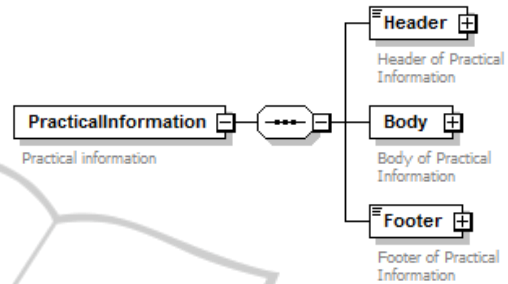 Header
Header of Practical
Information
PracticalInformation
Practical information
Body
Body of Practical
Information
Footer
Footer of Practical
Information